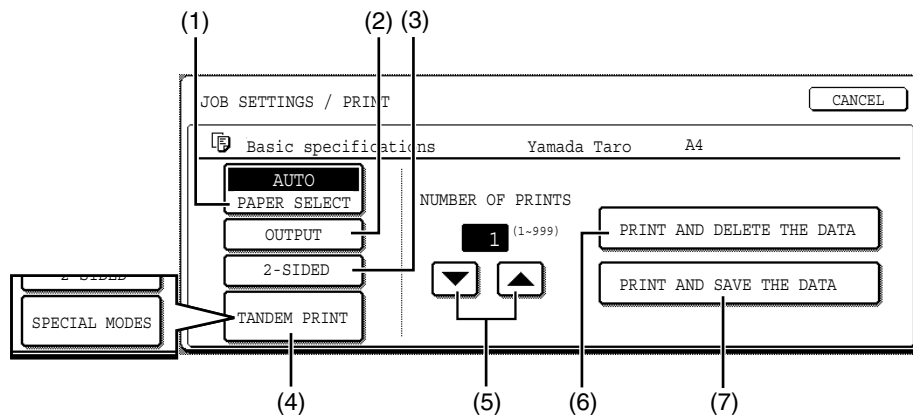 (1) (2) (3)
JOB SETTINGS / PRINT CANCEL
Basic specifications Yamada Taro A4
AUTO
PAPER SELECT
OUTPUT
2-SIDED
TANDEM PRINT
NUMBER OF PRINTS
1 (1~999)
PRINT AND DELETE THE DATA
PRINT AND SAVE THE DATA
2-SIDED
SPECIAL MODES
(4) (5) (6) (7)